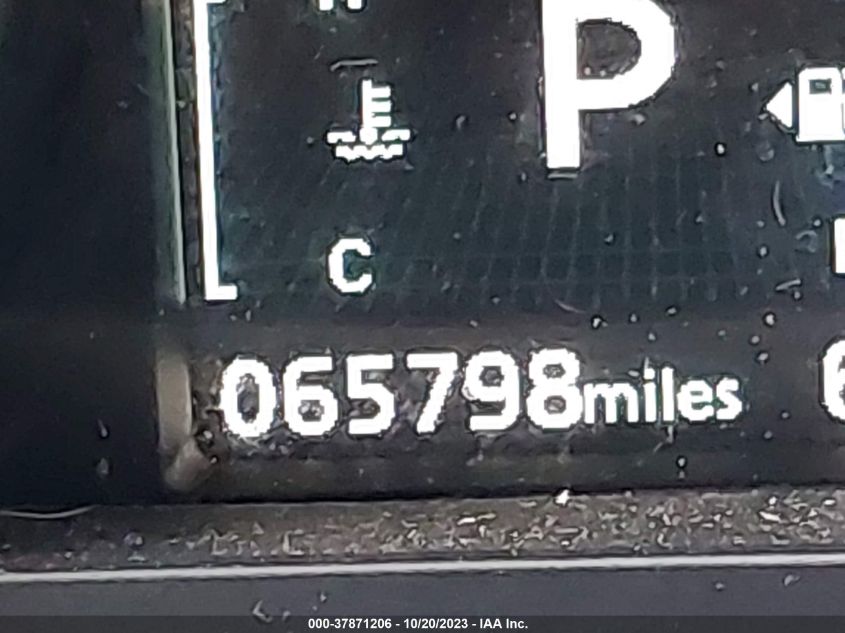 P
C
065798miles
000-37871206 - 10/20/2023 - IAA Inc.